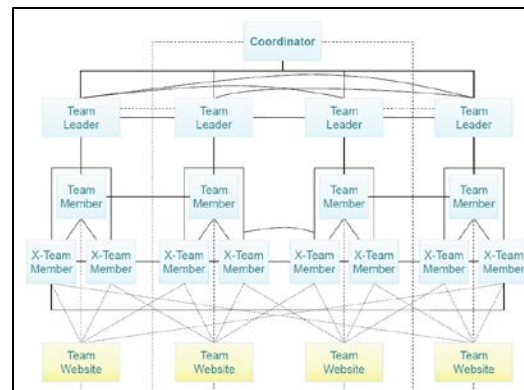 Coordinator
Team Team Team Team
Leader Leader Leader Leader
Team Team Team Team
Member Member Member Member
X-Team X-Team X-Team X-Team X-Team X-Team X-Team X-Team
Member Member Member Member Member Member Member Member
Team Team Team Team
Website Website Website Website